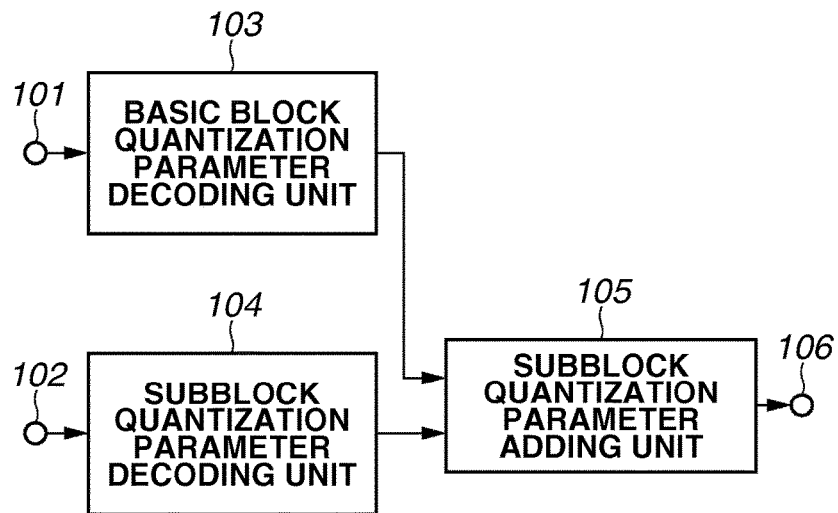 103
101
BASIC BLOCK
QUANTIZATION
PARAMETER
DECODING UNIT
104
102
SUBBLOCK
QUANTIZATION
PARAMETER
DECODING UNIT
105
SUBBLOCK
QUANTIZATION
PARAMETER
ADDING UNIT
106